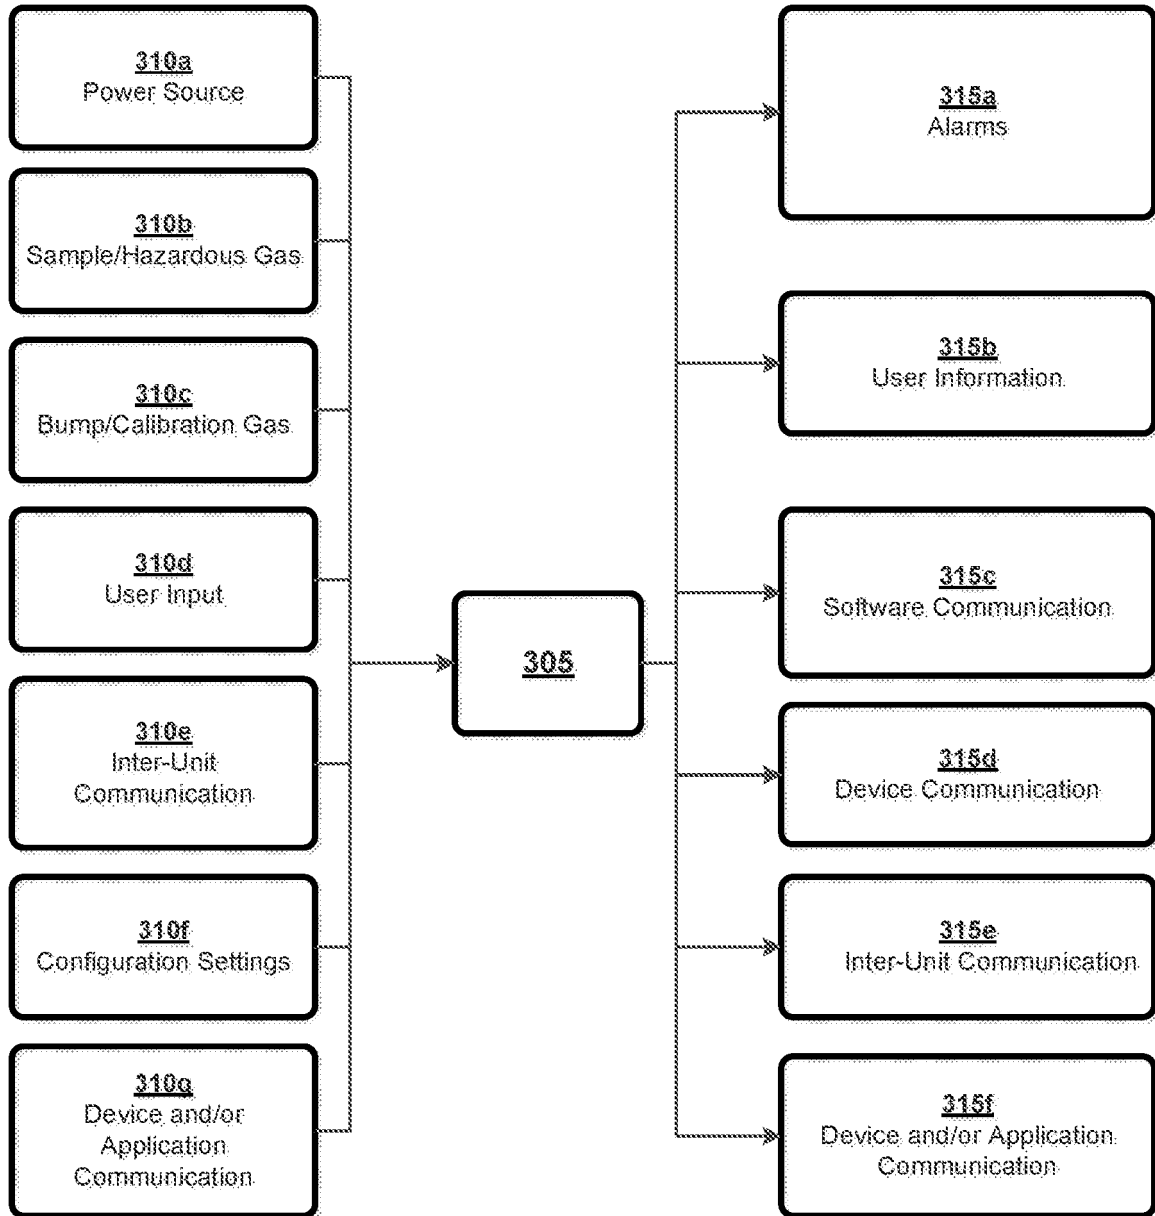 310a
Power Source
310b
Sample/Hazardous Gas
310c
Bump/Calibration Gas
310d
User Input
310e
Inter-Unit
Communication
310f
Configuration Settings
310g
Device and/or
Application
Communication
305
315a
Alarms
315b
User Information
315c
Software Communication
315d
Device Communication
315e
Inter-Unit Communication
315f
Device and/or Application
Communication